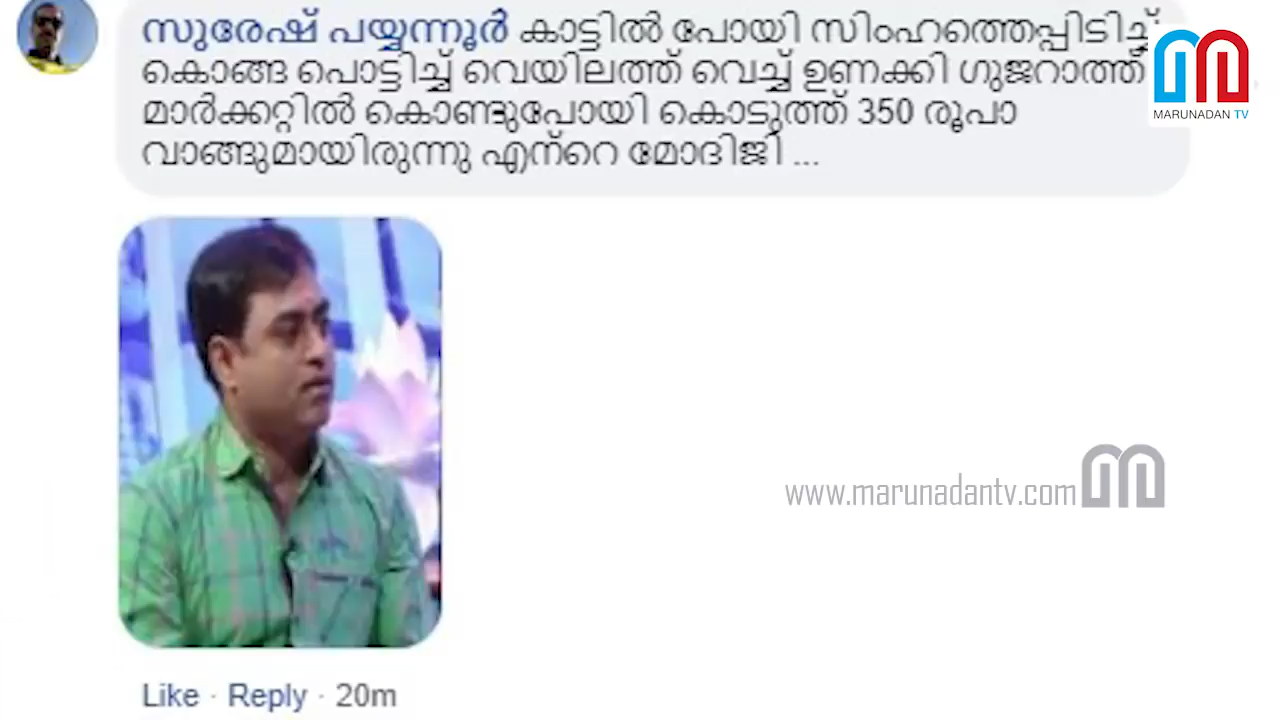 സുരേഷ് പയ്യന്നൂർ കാട്ടിൽ പോയി സിംഹത്തെപ്പിടിച്ച്
കൊങ്ങ പൊട്ടിച്ച് വെയിലത്ത് വെച്ച് ഉണക്കി ഗുജറാത്ത്
മാർക്കറ്റിൽ കൊണ്ടുപോയി കൊടുത്ത് 350 രൂപാ
വാങ്ങുമായിരുന്നു എന്റെ മോദിജി ...
MARUNADAN TV
www.marunadantv.com
Like · Reply · 20m